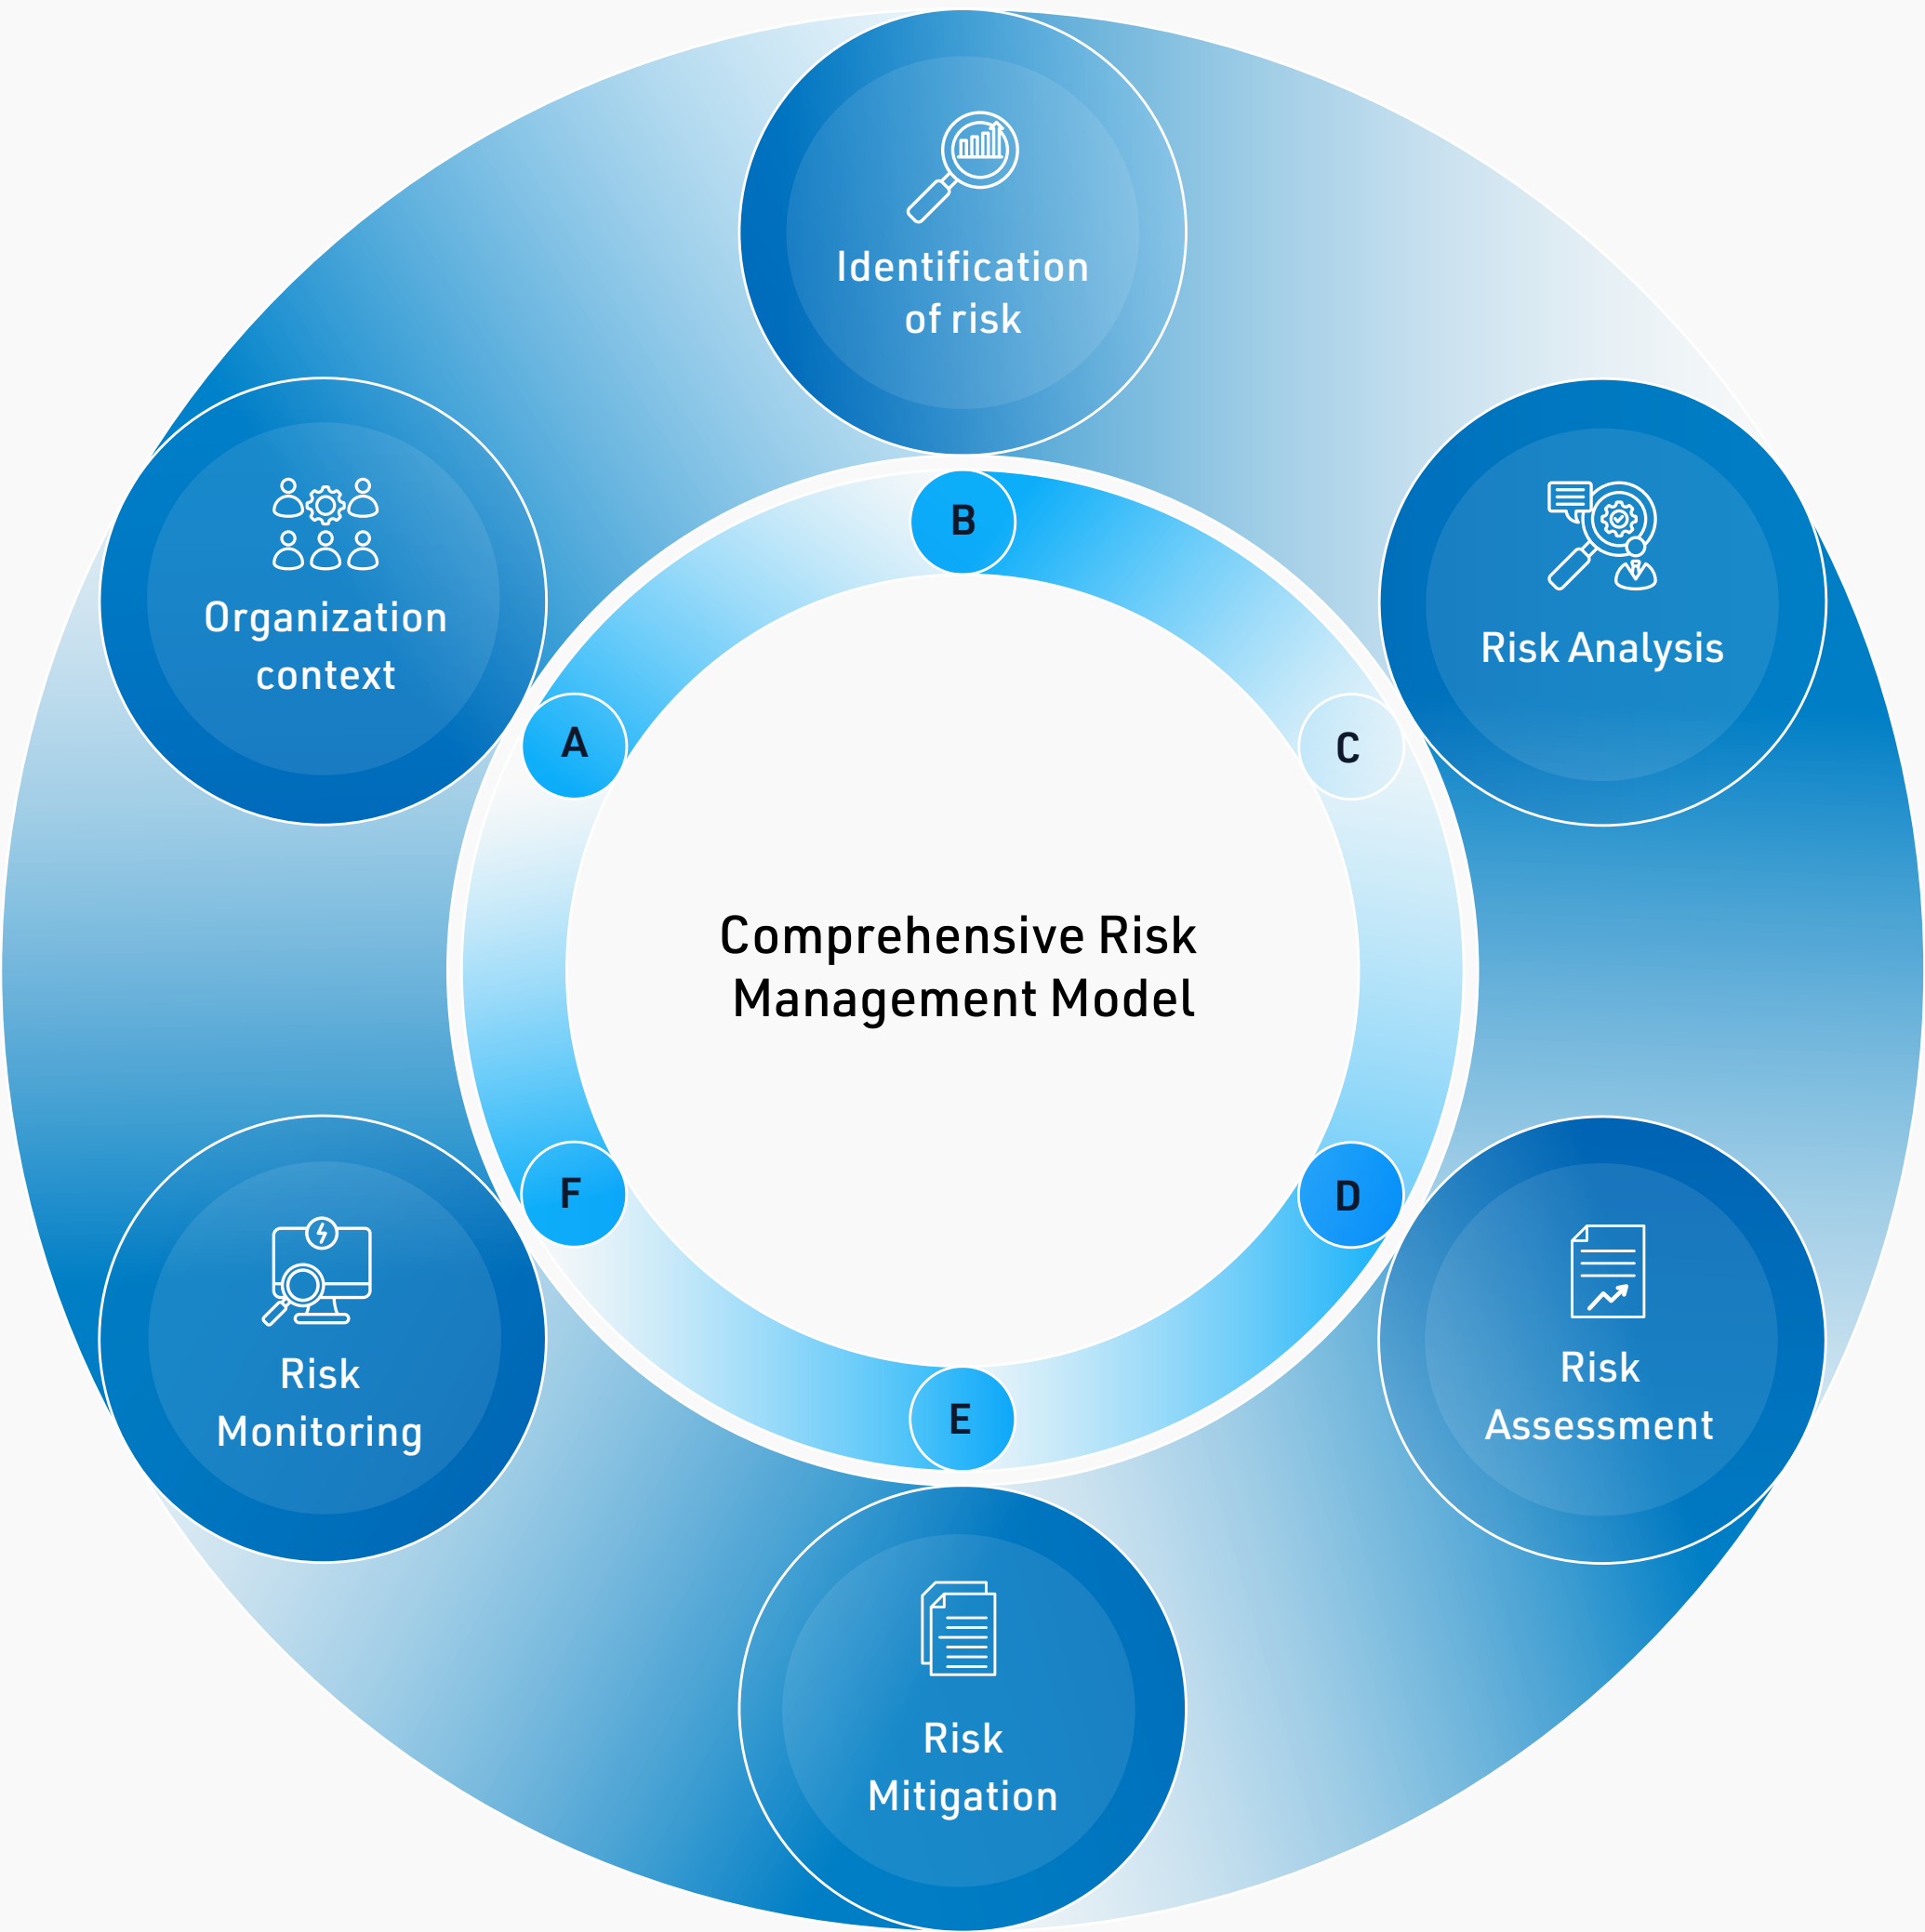 Identification
of risk
Organization
context
Risk Analysis
B
A
C
Comprehensive Risk
Management Model
F
D
E
Risk
Monitoring
Risk
Assessment
Risk
Mitigation